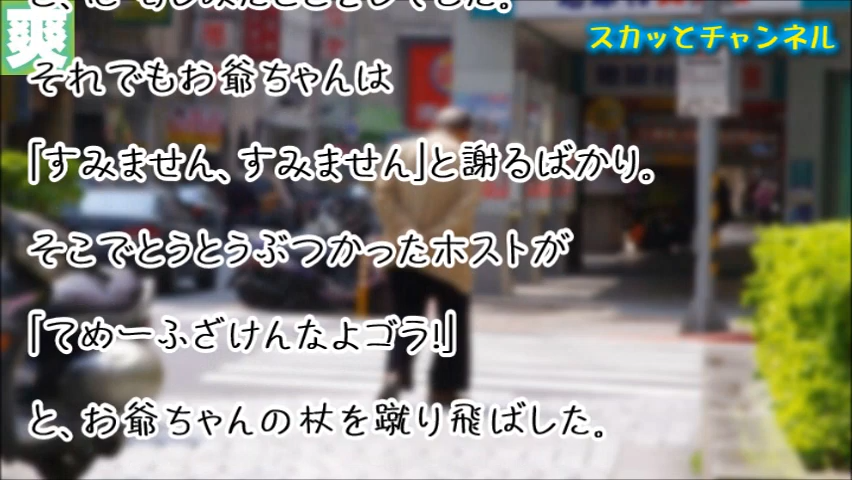 爽
スカッとチャンネル
それでもお爺ちゃんは
「すみません、すみません」と謝るばかり。
そこでとうとうぶつかったホストが
「てめーふざけんなよゴラ!」
と、お爺ちゃんの杖を蹴り飛ばした。